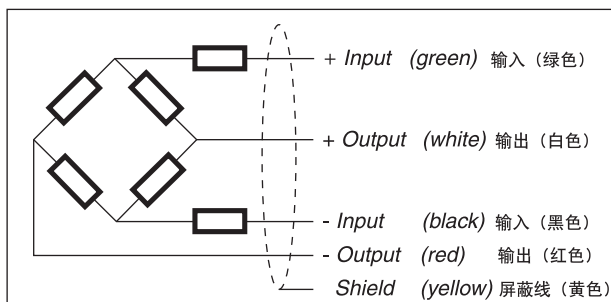 + Input (green) 输入（绿色）
+ Output (white) 输出（白色）
- Input (black) 输入（黑色）
- Output (red) 输出（红色）
Shield (yellow) 屏蔽线（黄色）